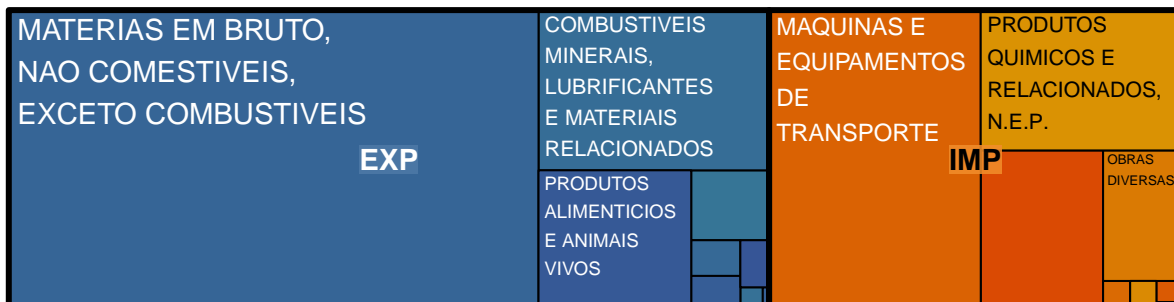 MATERIAS EM BRUTO,
NAO COMESTIVEIS,
EXCETO COMBUSTIVEIS
EXP
COMBUSTIVEIS
MINERAIS,
LUBRIFICANTES
E MATERIAIS
RELACIONADOS
PRODUTOS
ALIMENTICIOS
E ANIMAIS
VIVOS
MAQUINAS E
EQUIPAMENTOS
DE
TRANSPORTE
IMP
PRODUTOS
QUIMICOS E
RELACIONADOS,
N.E.P.
OBRAS
DIVERSAS